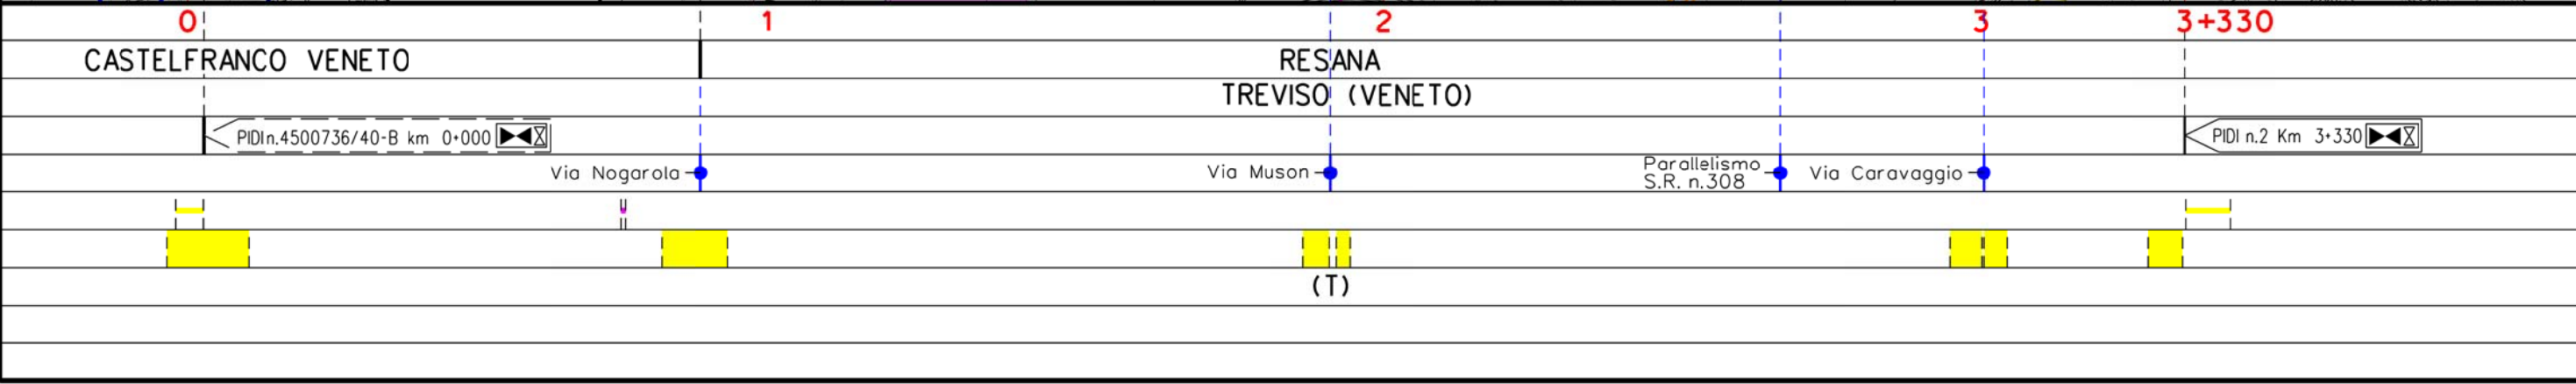 0 1 2 3 3+330
CASTELFRANCO VENETO RESANA
TREVISO (VENETO)
PIDI n.4500736/40-B km 0+000 PIDI n.2 Km 3+330
Via Nogarola Via Muson Parallelismo
S.R. n.308 Via Caravaggio
(T)